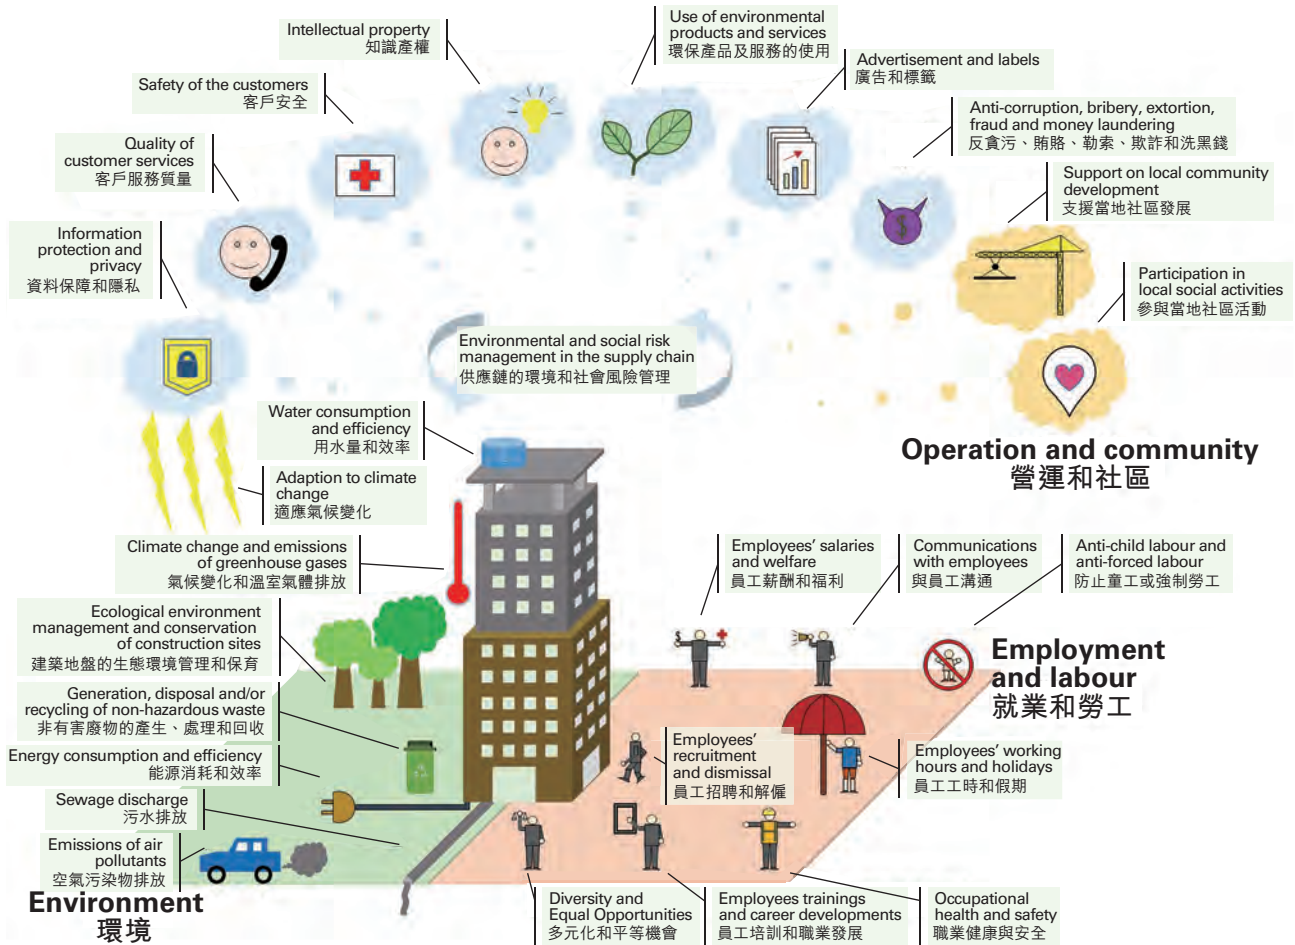 Intellectual property
知識產權
Use of environmental
products and services
環保產品及服務的使用
Safety of the customers
客戶安全
Advertisement and labels
廣告和標籤
Quality of
customer services
客戶服務質量
Anti-corruption, bribery, extortion,
fraud and money laundering
反貪污、賄賂、勒索、欺詐和洗黑錢
Information
protection and
privacy
資料保障和隱私
Support on local community
development
支援當地社區發展
Participation in
local social activities
參與當地社區活動
Environmental and social risk
management in the supply chain
供應鏈的環境和社會風險管理
Operation and community
營運和社區
Water consumption
and efficiency
用水量和效率
Adaption to climate
change
適應氣候變化
Climate change and emissions
of greenhouse gases
氣候變化和溫室氣體排放
Ecological environment
management and conservation
of construction sites
建築地盤的生態環境管理和保育
Generation, disposal and/or
recycling of non-hazardous waste
非有害廢物的產生、處理和回收
Energy consumption and efficiency
能源消耗和效率
Sewage discharge
污水排放
Emissions of air
pollutants
空氣污染物排放
Environment
環境
Employees' salaries
and welfare
員工薪酬和福利
Communications
with employees
與員工溝通
Anti-child labour and
anti-forced labour
防止童工或強制勞工
Employment
and labour
就業和勞工
Employees'
recruitment
and dismissal
員工招聘和解僱
Employees' working
hours and holidays
員工工時和假期
Diversity and
Equal Opportunities
多元化和平等機會
Employees trainings
and career developments
員工培訓和職業發展
Occupational
health and safety
職業健康與安全
$
$